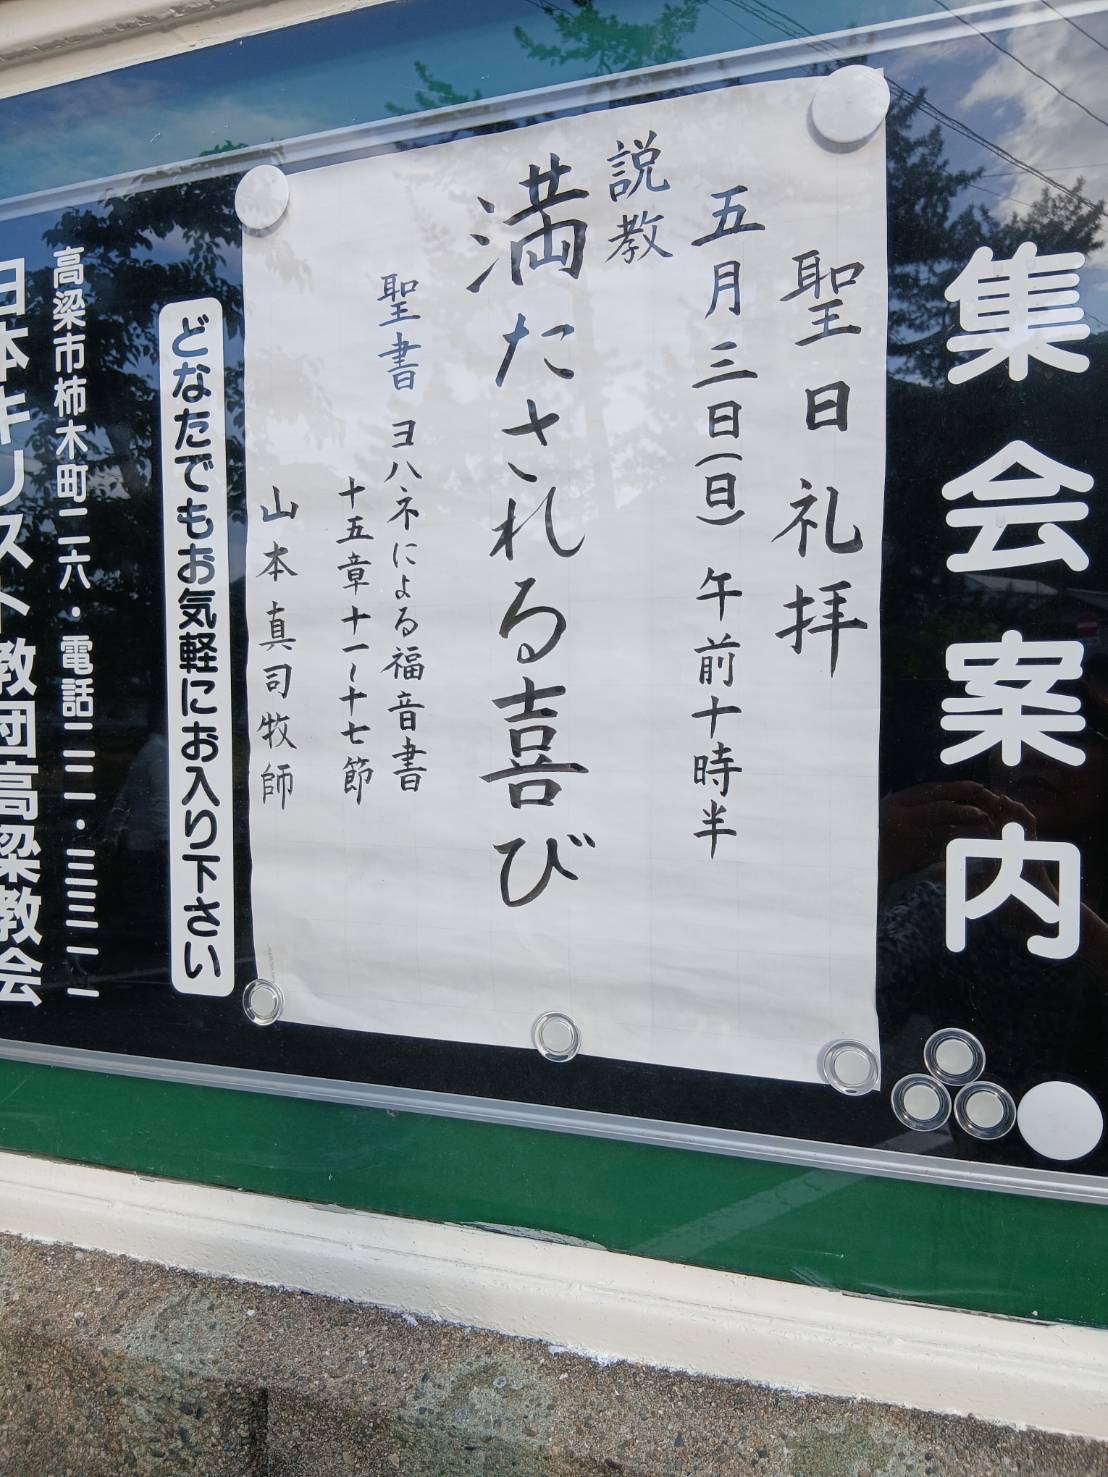 集会案内
聖日礼拝
五月三日(日)午前十時半
説教
満たされる喜び
聖書 ヨハネによる福音書
十五章十一〜十七節
山本真司牧師
どなたでもお気軽にお入り下さい
高梁市柿木町二六・電話二二一・三三一一
日本キリスト教団高梁教会